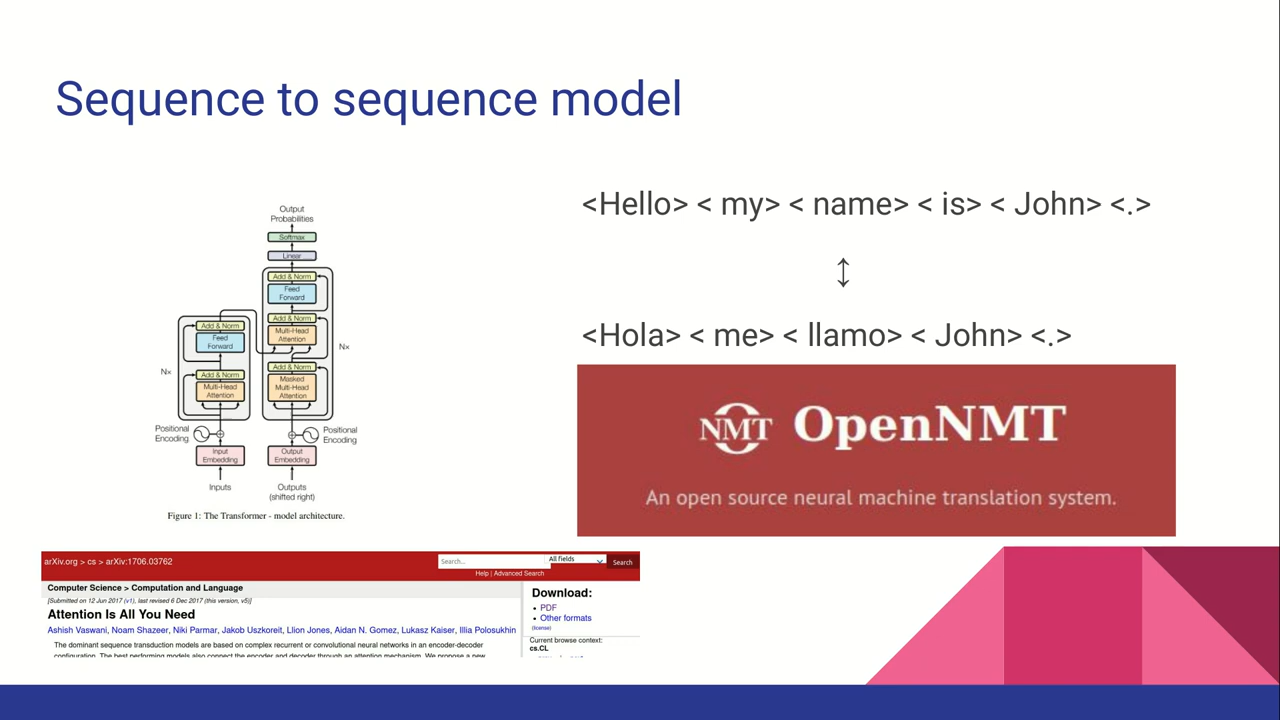 Sequence to sequence model
Output
Probabilities
Softmax
Linear
Add & Norm
Feed
Forward
Add & Norm
Multi-Head
Attention
Nx
Add & Norm
Masked
Multi-Head
Attention
Add & Norm
Feed
Forward
Nx
Add & Norm
Multi-Head
Attention
Positional
Encoding
Positional
Encoding
Input
Embedding
Output
Embedding
Inputs
Outputs
(shifted right)
Figure 1: The Transformer - model architecture.
<Hello> < my> < name> < is> < John> <.>
↕
<Hola> < me> < llamo> < John> <.>
NMT OpenNMT
An open source neural machine translation system.
arXiv.org > cs > arXiv:1706.03762
Search...
All fields
Search
Help | Advanced Search
Computer Science > Computation and Language
[Submitted on 12 Jun 2017 (v1), last revised 6 Dec 2017 (this version, v5)]
Attention Is All You Need
Ashish Vaswani, Noam Shazeer, Niki Parmar, Jakob Uszkoreit, Llion Jones, Aidan N. Gomez, Lukasz Kaiser, Illia Polosukhin
The dominant sequence transduction models are based on complex recurrent or convolutional neural networks in an encoder-decoder
configuration. The best performing models also connect the encoder and decoder through an attention mechanism. We propose a new
Download:
• PDF
• Other formats
(license)
Current browse context:
cs.CL